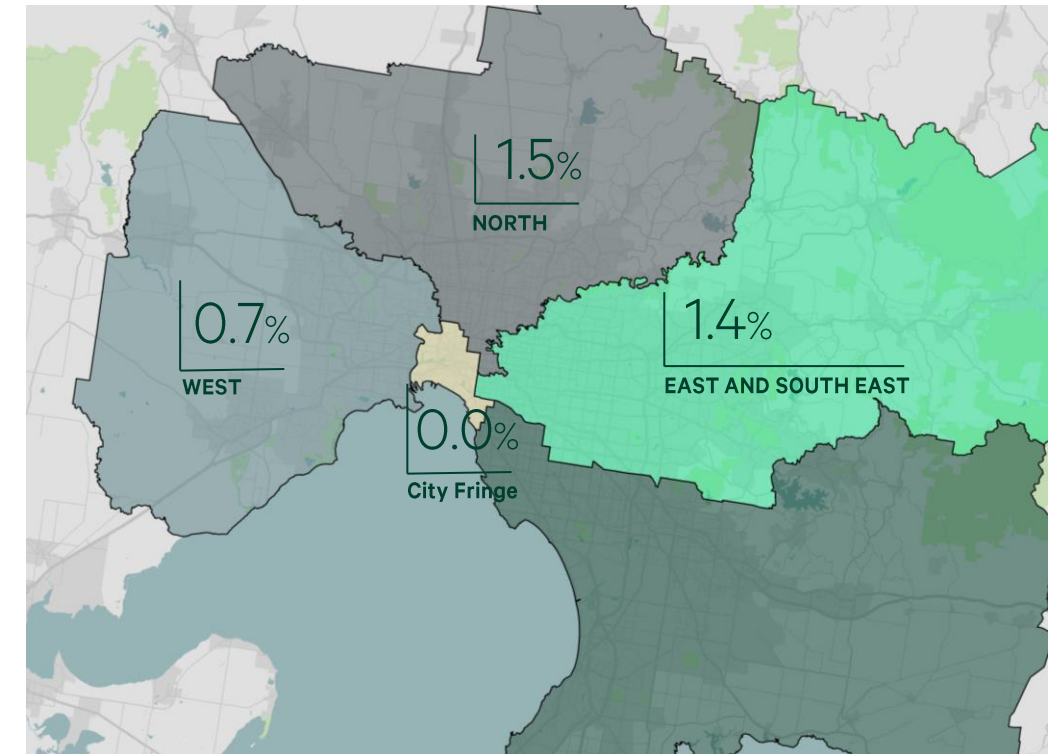 1.5%
NORTH
0.7%
WEST
1.4%
EAST AND SOUTH EAST
0.0%
City Fringe